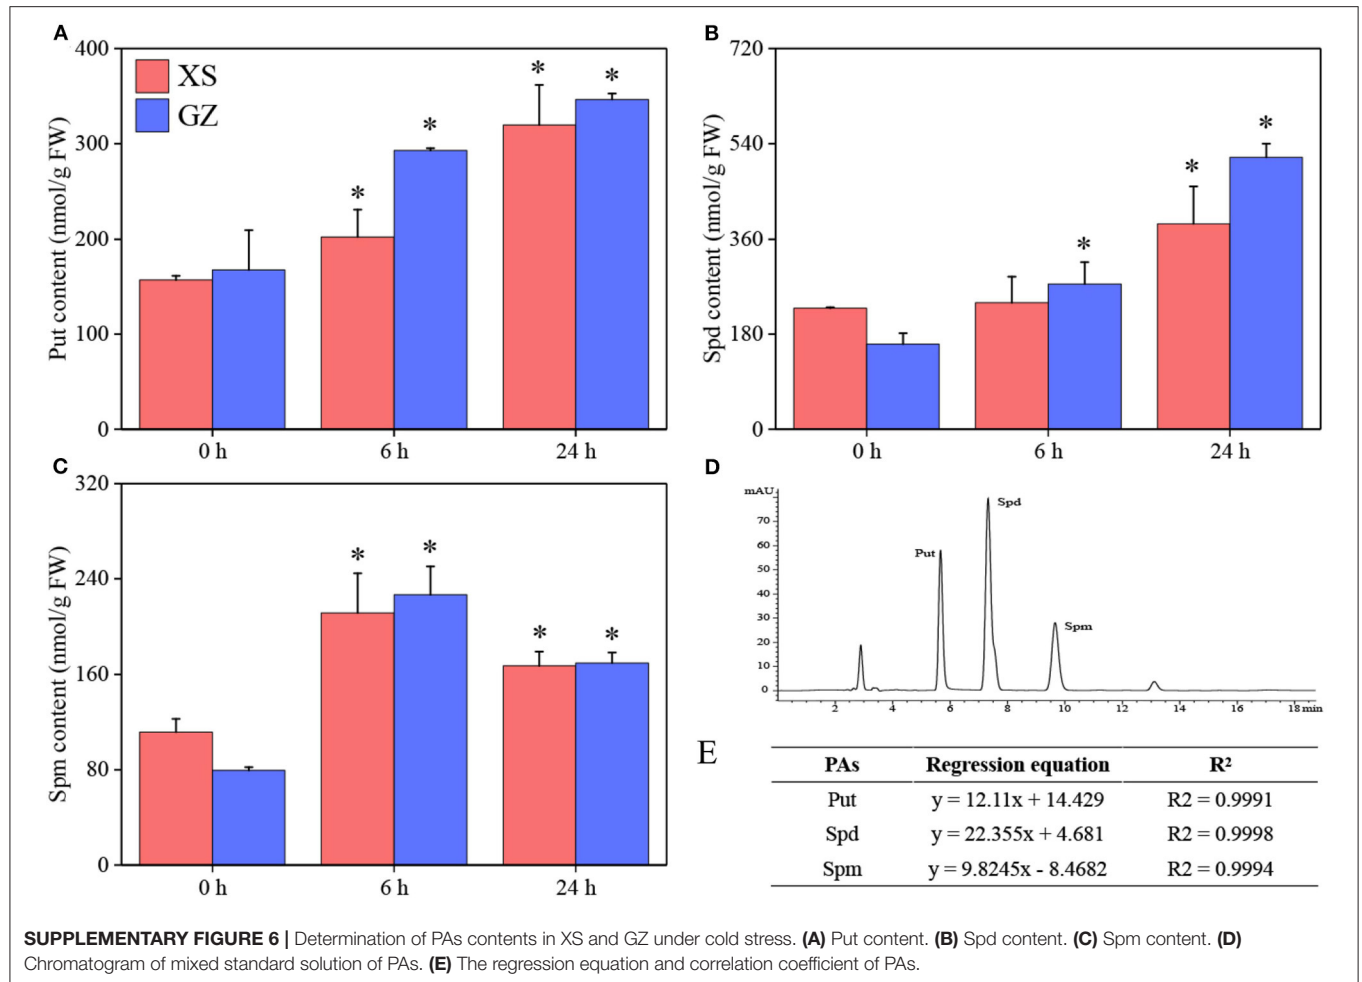 A
400
300
200
100
0
Put content (nmol/g FW)
XS
GZ
*
*
*
*
0 h
6 h
24 h
B
720
540
360
180
0
Spd content (nmol/g FW)
*
*
*
0 h
6 h
24 h
C
320
240
160
80
0
Spm content (nmol/g FW)
*
*
*
*
0 h
6 h
24 h
D
mAU
70
60
50
40
30
20
10
0
Put
Spd
Spm
2 4 6 8 10 12 14 16 18 min
E
PAs Regression equation R²
Put y = 12.11x + 14.429 R2 = 0.9991
Spd y = 22.355x + 4.681 R2 = 0.9998
Spm y = 9.8245x - 8.4682 R2 = 0.9994
SUPPLEMENTARY FIGURE 6 | Determination of PAs contents in XS and GZ under cold stress. (A) Put content. (B) Spd content. (C) Spm content. (D)
Chromatogram of mixed standard solution of PAs. (E) The regression equation and correlation coefficient of PAs.